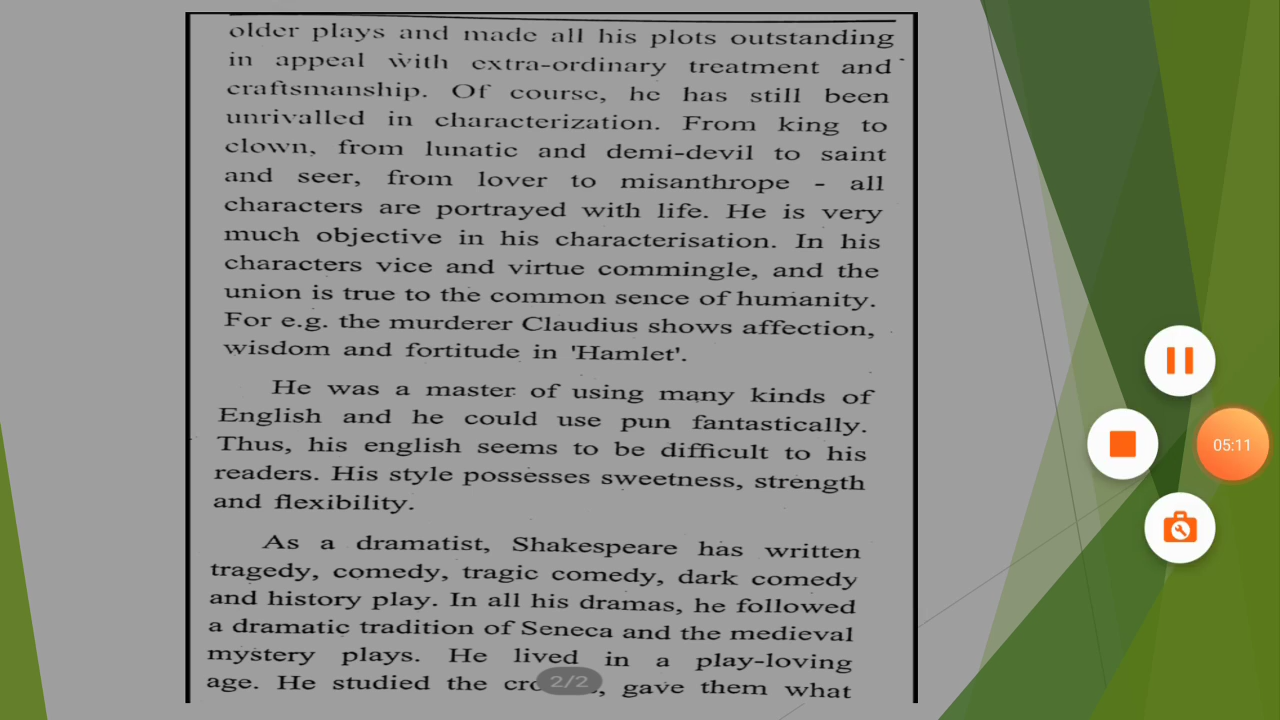 older plays and made all his plots outstanding
in appeal with extra-ordinary treatment and
craftsmanship. Of course, he has still been
unrivalled in characterization. From king to
clown, from lunatic and demi-devil to saint
and seer, from lover to misanthrope - all
characters are portrayed with life. He is very
much objective in his characterisation. In his
characters vice and virtue commingle, and the
union is true to the common sence of humanity.
For e.g. the murderer Claudius shows affection,
wisdom and fortitude in 'Hamlet'.
He was a master of using many kinds of
English and he could use pun fantastically.
Thus, his english seems to be difficult to his
readers. His style possesses sweetness, strength
and flexibility.
As a dramatist, Shakespeare has written
tragedy, comedy, tragic comedy, dark comedy
and history play. In all his dramas, he followed
a dramatic tradition of Seneca and the medieval
mystery plays. He lived in a play-loving
age. He studied the gave them what
2/2
05:11